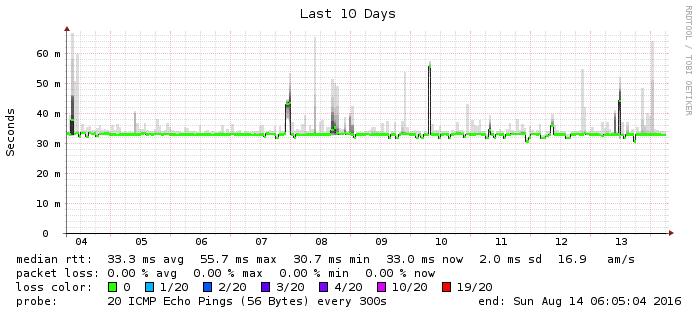 Last 10 Days
RRDTOOL / TOBI OETIKER
Seconds
60 m
50 m
40 m
30 m
20 m
10 m
0
04 05 06 07 08 09 10 11 12 13
median rtt: 33.3 ms avg 55.7 ms max 30.7 ms min 33.0 ms now 2.0 ms sd 16.9 am/s
packet loss: 0.00 % avg 0.00 % max 0.00 % min 0.00 % now
loss color: 0 1/20 2/20 3/20 4/20 10/20 19/20
probe: 20 ICMP Echo Pings (56 Bytes) every 300s end: Sun Aug 14 06:05:04 2016